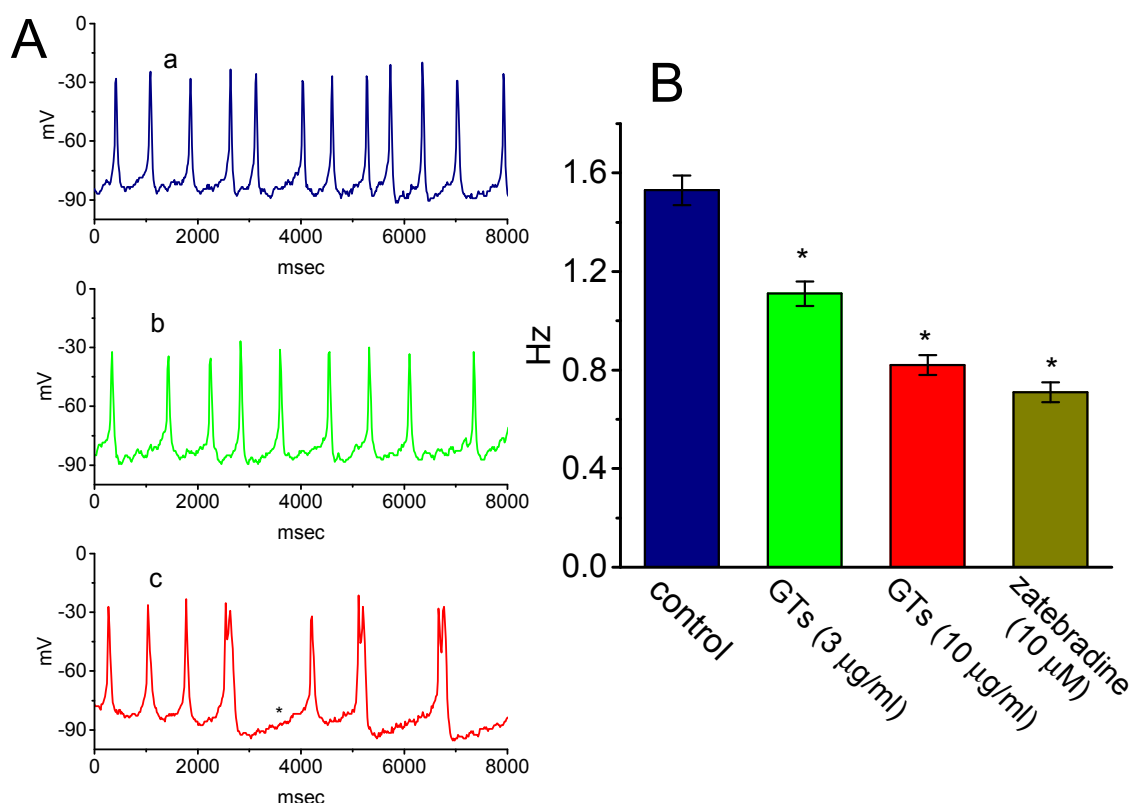 A
a
0
-30
-60
-90
mV
0 2000 4000 6000 8000
msec
b
0
-30
-60
-90
mV
0 2000 4000 6000 8000
msec
c
0
-30
-60
-90
mV
*
0 2000 4000 6000 8000
msec
B
1.6
1.2
0.8
0.4
0.0
Hz
*
*
*
control
GTs (3 μg/ml)
GTs (10 μg/ml)
zatebradine
(10 μM)